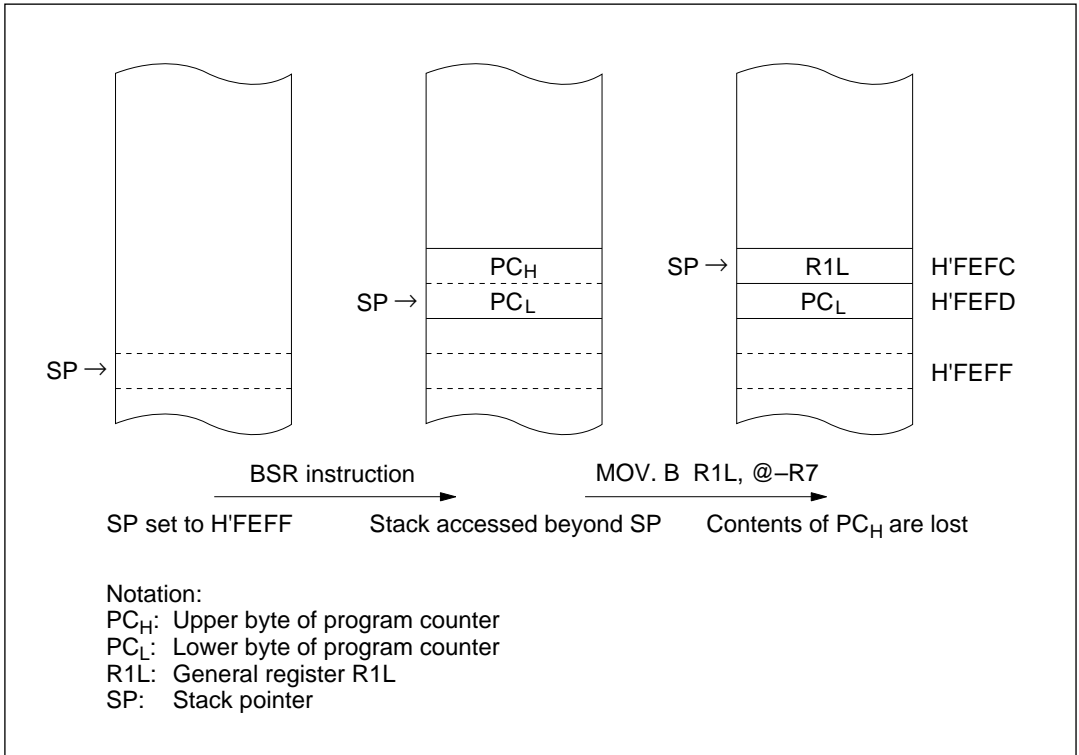 SP →
PCH
SP →
PCL
SP →
R1L
H'FEFC
PCL
H'FEFD
H'FEFF
BSR instruction
MOV. B R1L, @–R7
SP set to H'FEFF
Stack accessed beyond SP
Contents of PCH are lost
Notation:
PCH: Upper byte of program counter
PCL: Lower byte of program counter
R1L: General register R1L
SP: Stack pointer